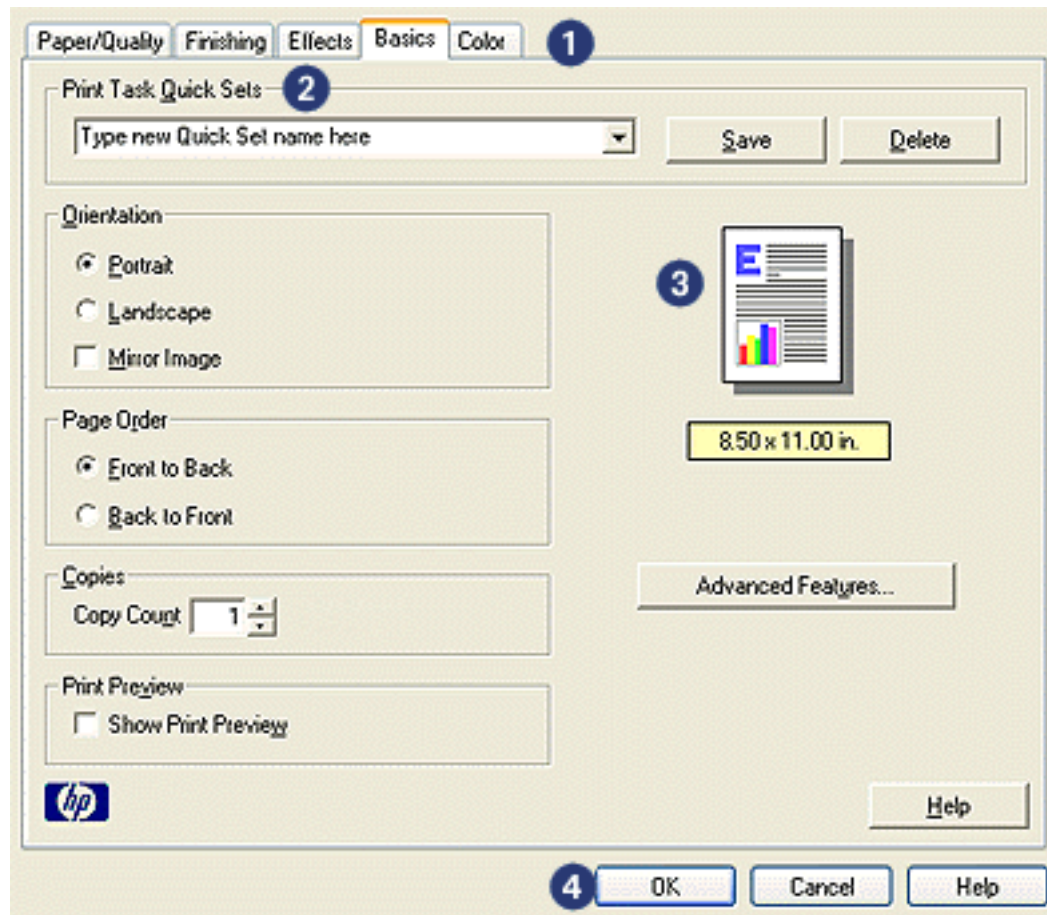 Paper/Quality Finishing Effects Basics Color 1
Print Task Quick Sets 2
Type new Quick Set name here Save Delete
Orientation
Portrait
Landscape
Mirror Image
3
E
8.50 x 11.00 in.
Page Order
Front to Back
Back to Front
Copies
Copy Count 1
Advanced Features...
Print Preview
Show Print Preview
hp
Help
4 OK Cancel Help